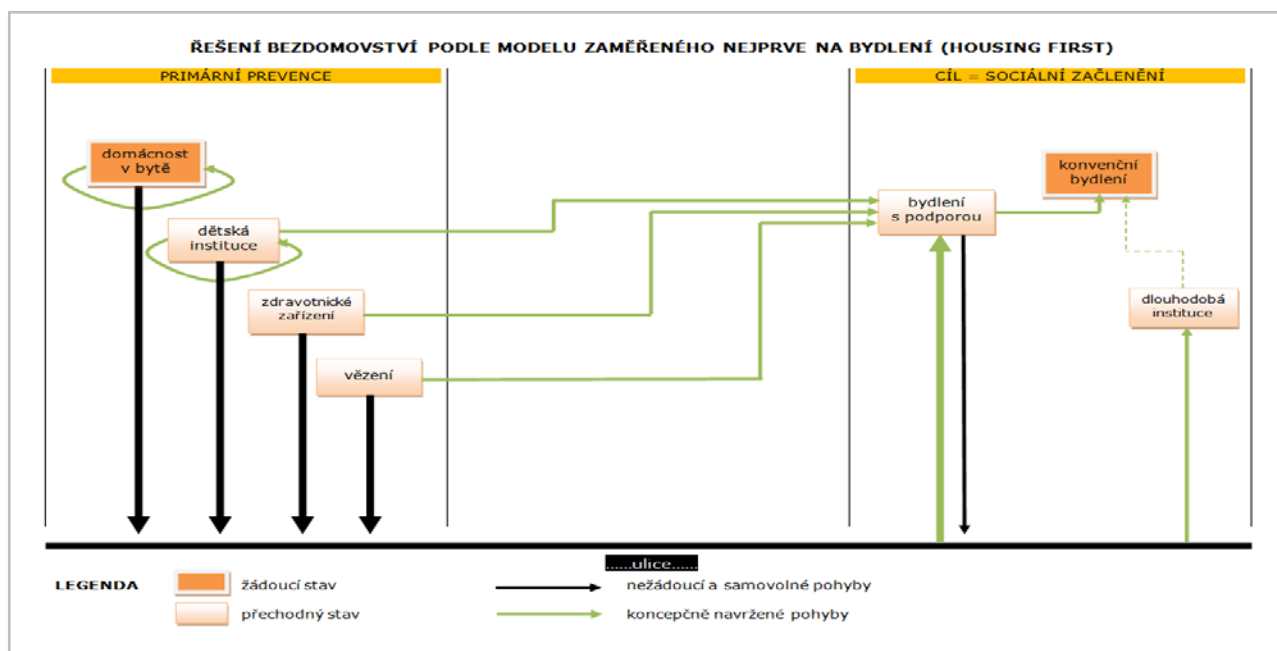 ŘEŠENÍ BEZDOMOVSTVÍ PODLE MODELU ZAMĚŘENÉHO NEJPRVE NA BYDLENÍ (HOUSING FIRST)
PRIMÁRNÍ PREVENCE
CÍL = SOCIÁLNÍ ZAČLENĚNÍ
domácnost
v bytě
dětská
instituce
zdravotnické
zařízení
vězení
bydlení
s podporou
konvenční
bydlení
dlouhodobá
instituce
......ulice......
LEGENDA
žádoucí stav
nežádoucí a samovolné pohyby
přechodný stav
koncepčně navržené pohyby